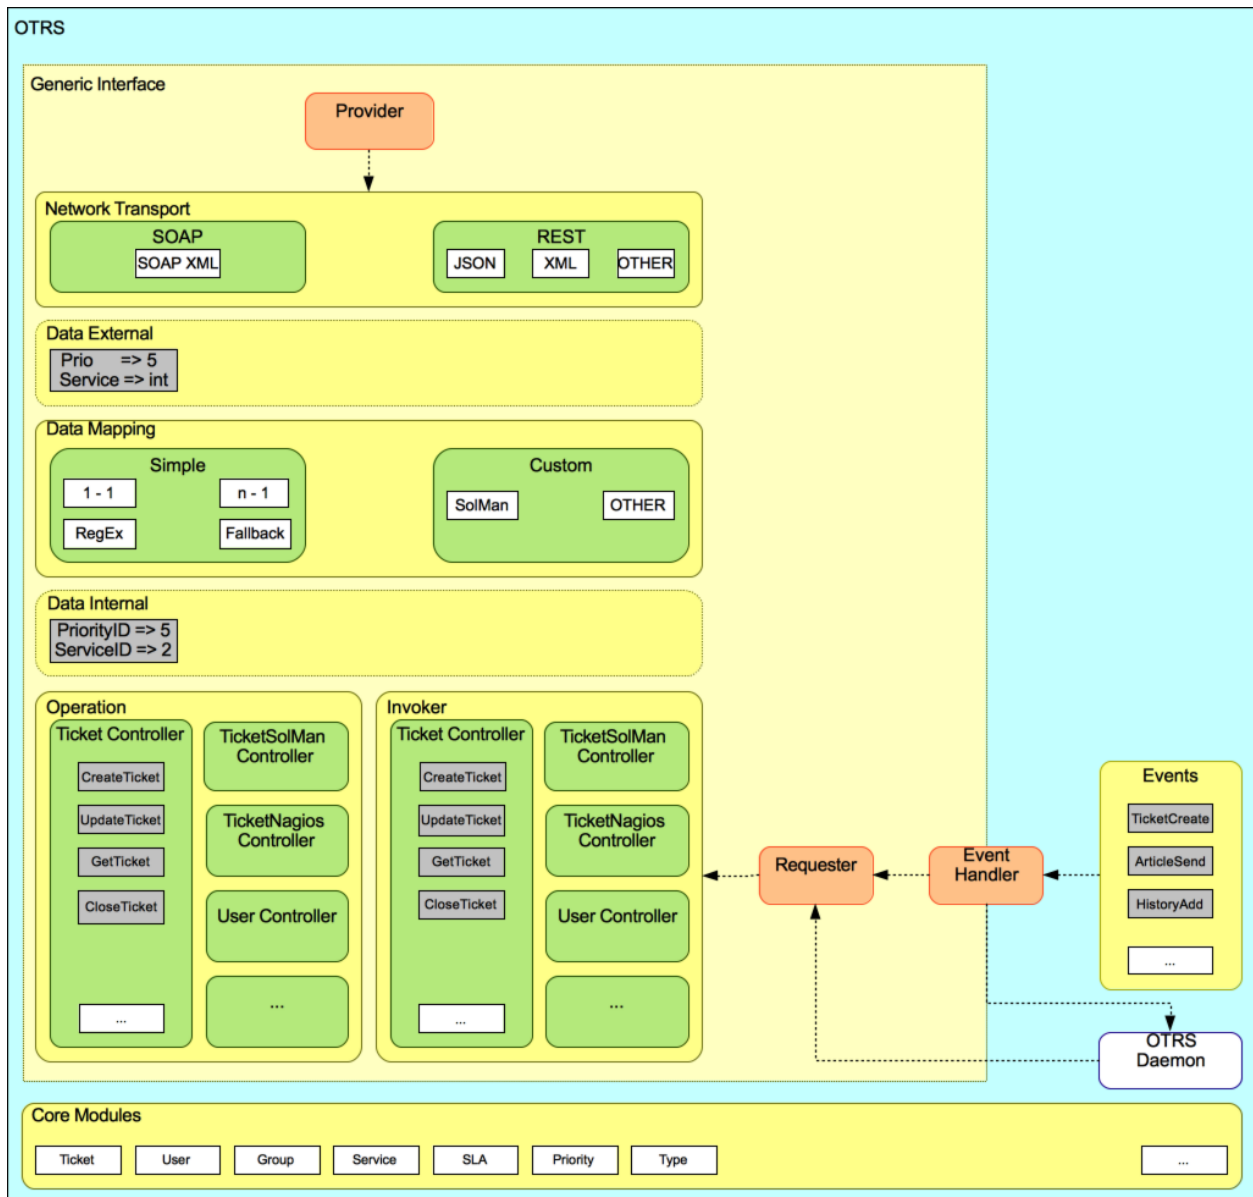 OTRS
Generic Interface
Provider
Network Transport
SOAP
SOAP XML
REST
JSON
XML
OTHER
Data External
Prio => 5
Service => int
Data Mapping
Simple
1 - 1
n - 1
RegEx
Fallback
Custom
SolMan
OTHER
Data Internal
PriorityID => 5
ServiceID => 2
Operation
Ticket Controller
CreateTicket
UpdateTicket
GetTicket
CloseTicket
...
TicketSolMan
Controller
TicketNagios
Controller
User Controller
...
Invoker
Ticket Controller
CreateTicket
UpdateTicket
GetTicket
CloseTicket
...
TicketSolMan
Controller
TicketNagios
Controller
User Controller
...
Requester
Event
Handler
Events
TicketCreate
ArticleSend
HistoryAdd
...
OTRS
Daemon
Core Modules
Ticket
User
Group
Service
SLA
Priority
Type
...